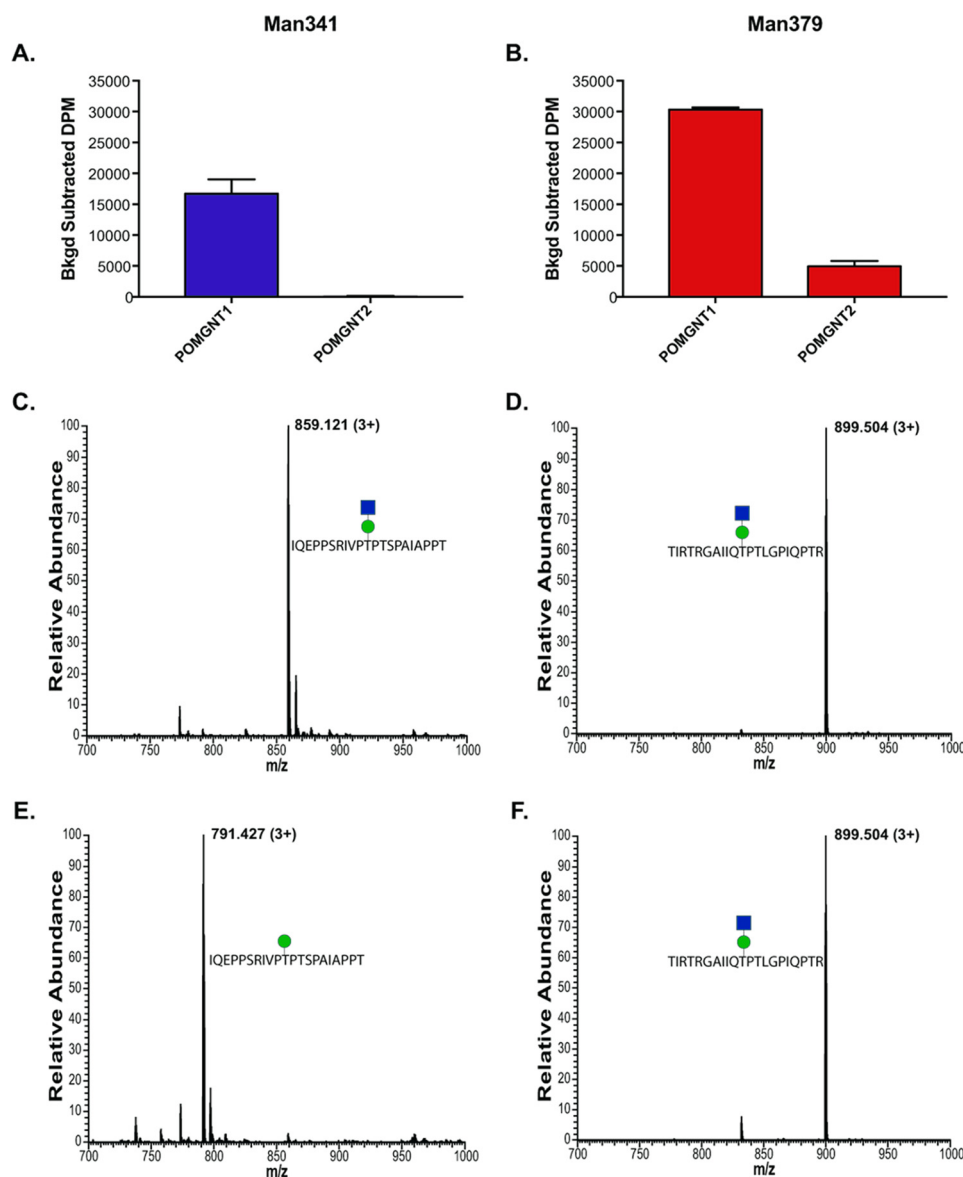 Man341
Man379
A.
B.
Bkgd Subtracted DPM
35000
30000
25000
20000
15000
10000
5000
0
POMGNT1
POMGNT2
Bkgd Subtracted DPM
35000
30000
25000
20000
15000
10000
5000
0
POMGNT1
POMGNT2
C.
D.
Relative Abundance
100
90
80
70
60
50
40
30
20
10
0
859.121 (3+)
IQEPPSRIVPTPTSPAIAPPT
700 750 800 850 900 950 1000
m/z
Relative Abundance
100
90
80
70
60
50
40
30
20
10
0
899.504 (3+)
TIRTRGAIIQTPTLGPIQPTR
700 750 800 850 900 950 1000
m/z
E.
F.
Relative Abundance
100
90
80
70
60
50
40
30
20
10
0
791.427 (3+)
IQEPPSRIVPTPTSPAIAPPT
700 750 800 850 900 950 1000
m/z
Relative Abundance
100
90
80
70
60
50
40
30
20
10
0
899.504 (3+)
TIRTRGAIIQTPTLGPIQPTR
700 750 800 850 900 950 1000
m/z